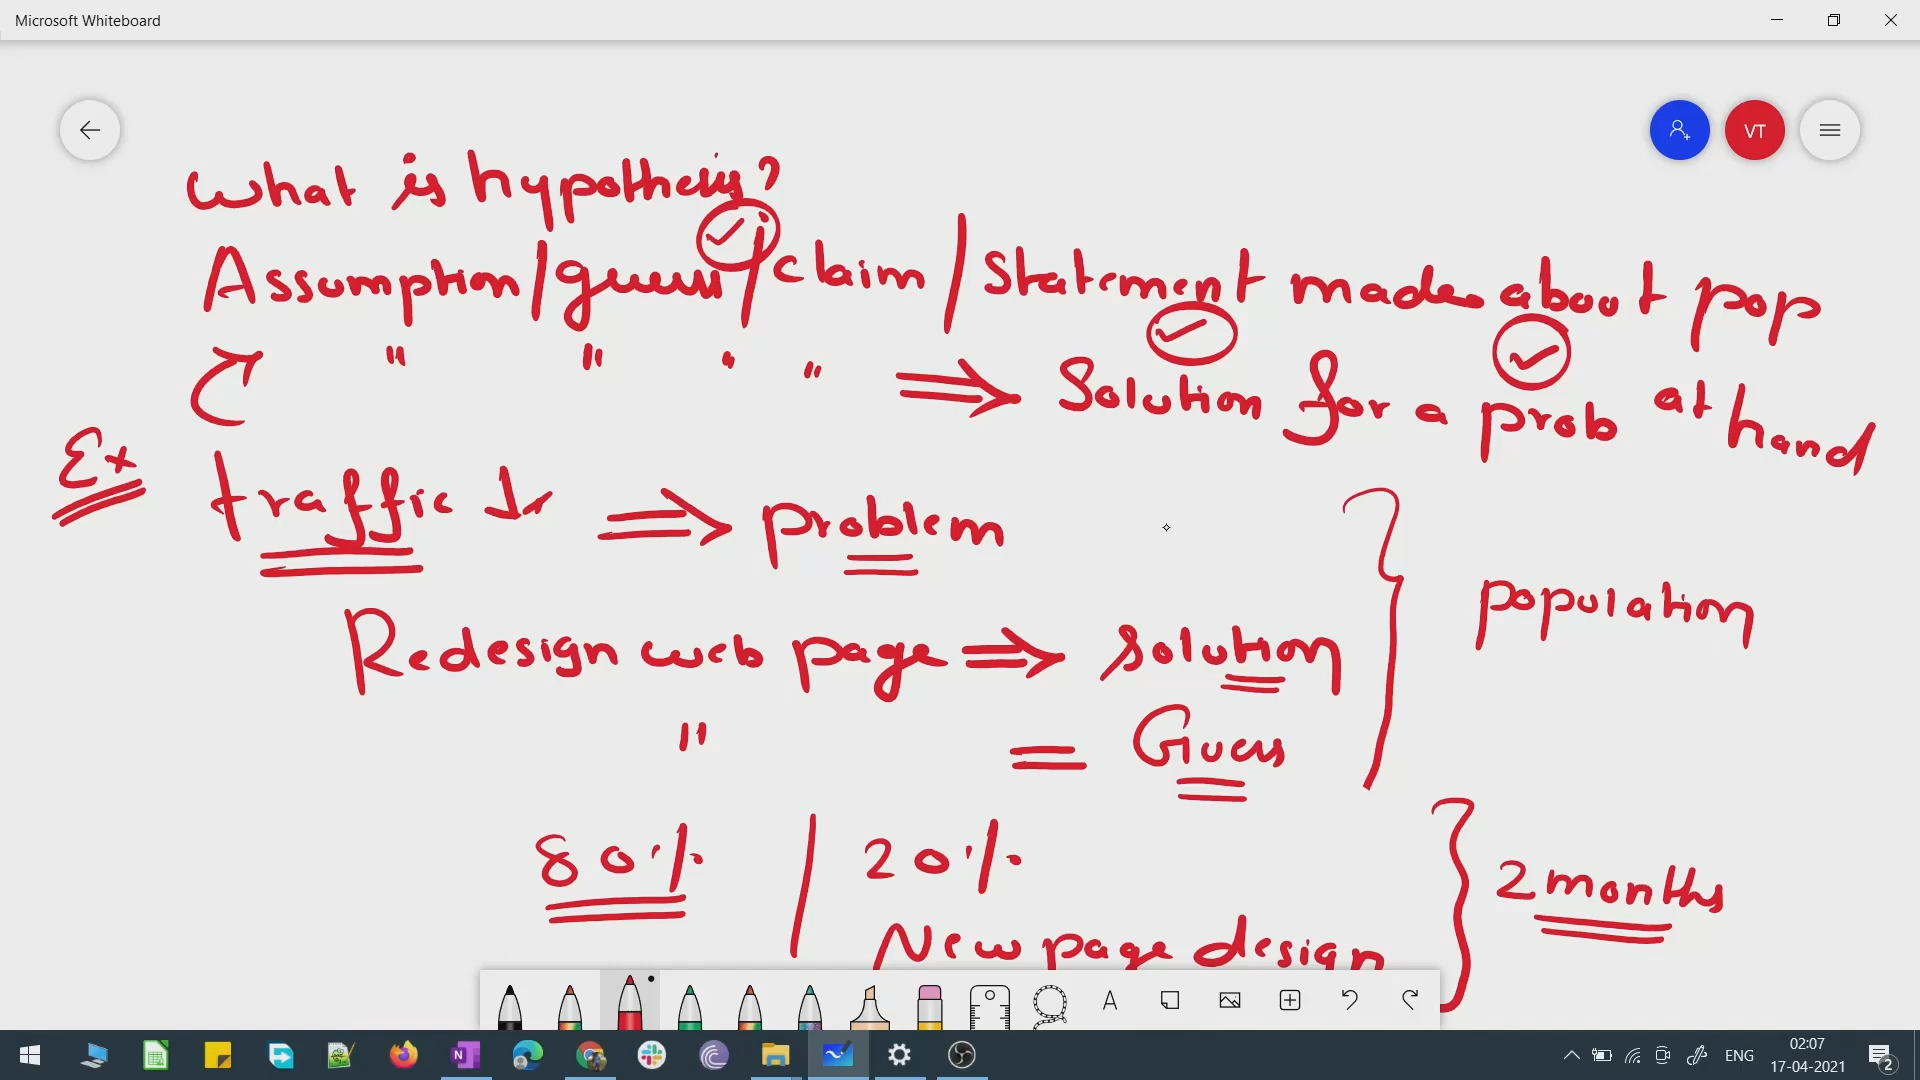 Microsoft Whiteboard
VT
What is hypothesis?
Assumption/guess/claim/Statement made about pop
" " " " ⇒ Solution for a prob at hand
Ex
traffic ↓ ⇒ problem
population
Redesign web page ⇒ solution
" = Guess
80% | 20%
2 months
New page design
A
ENG
02:07
17-04-2021
2